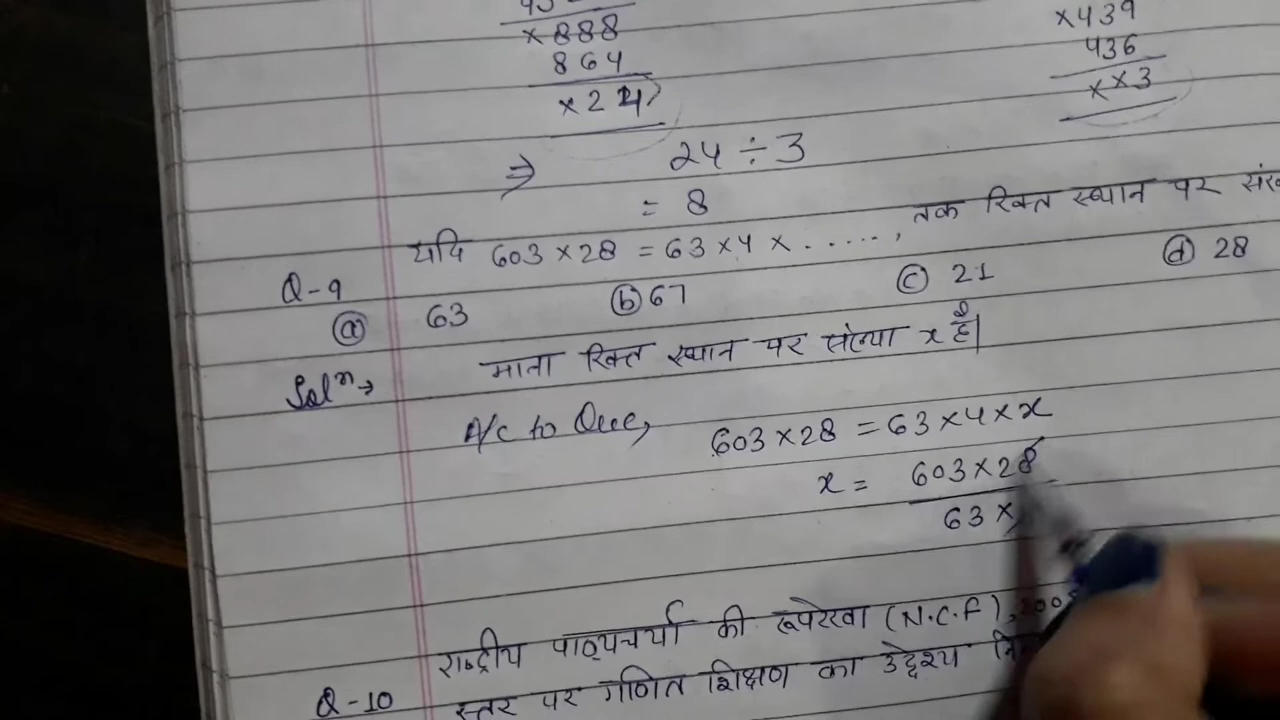 ×888
×439
864
436
×24
××3
⇒ 24 ÷ 3
= 8
Q-9 यदि 603 × 28 = 63 × 4 × ......, तक रिक्त स्थान पर
ⓐ 63 ⓑ 67 ⓒ 21 ⓓ 28
Solⁿ→ माना रिक्त स्थान पर संख्या x है|
A/c to Que,
603 × 28 = 63 × 4 × x
x = 603 × 28
63 ×
Q-10 राष्ट्रीय पाठ्यचर्या की रूपरेखा (N.C.F),
स्तर पर गणित शिक्षण का उद्देश्य